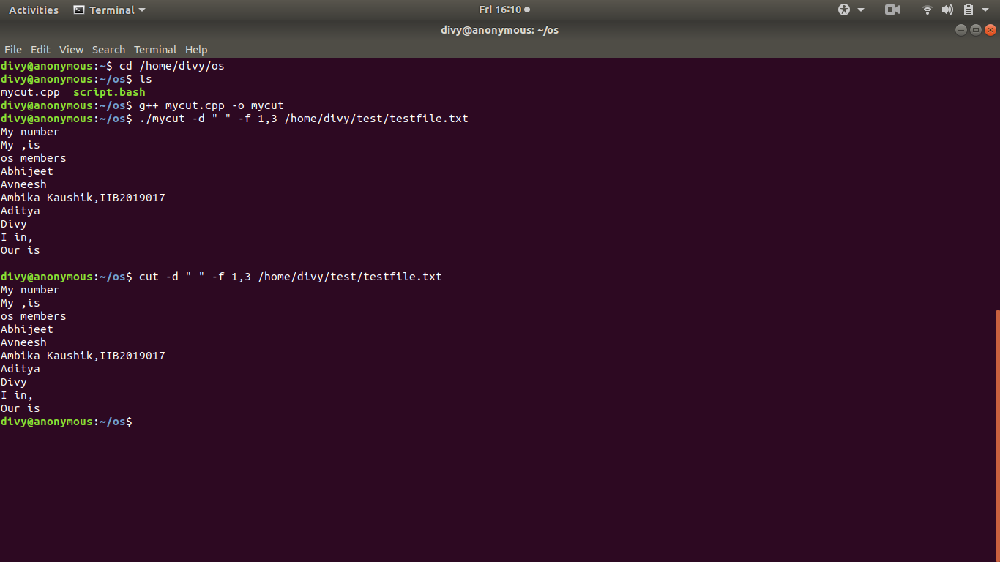 Activities Terminal Fri 16:10
divy@anonymous: ~/os
File Edit View Search Terminal Help
divy@anonymous:~$ cd /home/divy/os
divy@anonymous:~/os$ ls
mycut.cpp  script.bash
divy@anonymous:~/os$ g++ mycut.cpp -o mycut
divy@anonymous:~/os$ ./mycut -d " " -f 1,3 /home/divy/test/testfile.txt
My number
My ,is
os members
Abhijeet
Avneesh
Ambika Kaushik,IIB2019017
Aditya
Divy
I in,
Our is

divy@anonymous:~/os$ cut -d " " -f 1,3 /home/divy/test/testfile.txt
My number
My ,is
os members
Abhijeet
Avneesh
Ambika Kaushik,IIB2019017
Aditya
Divy
I in,
Our is
divy@anonymous:~/os$